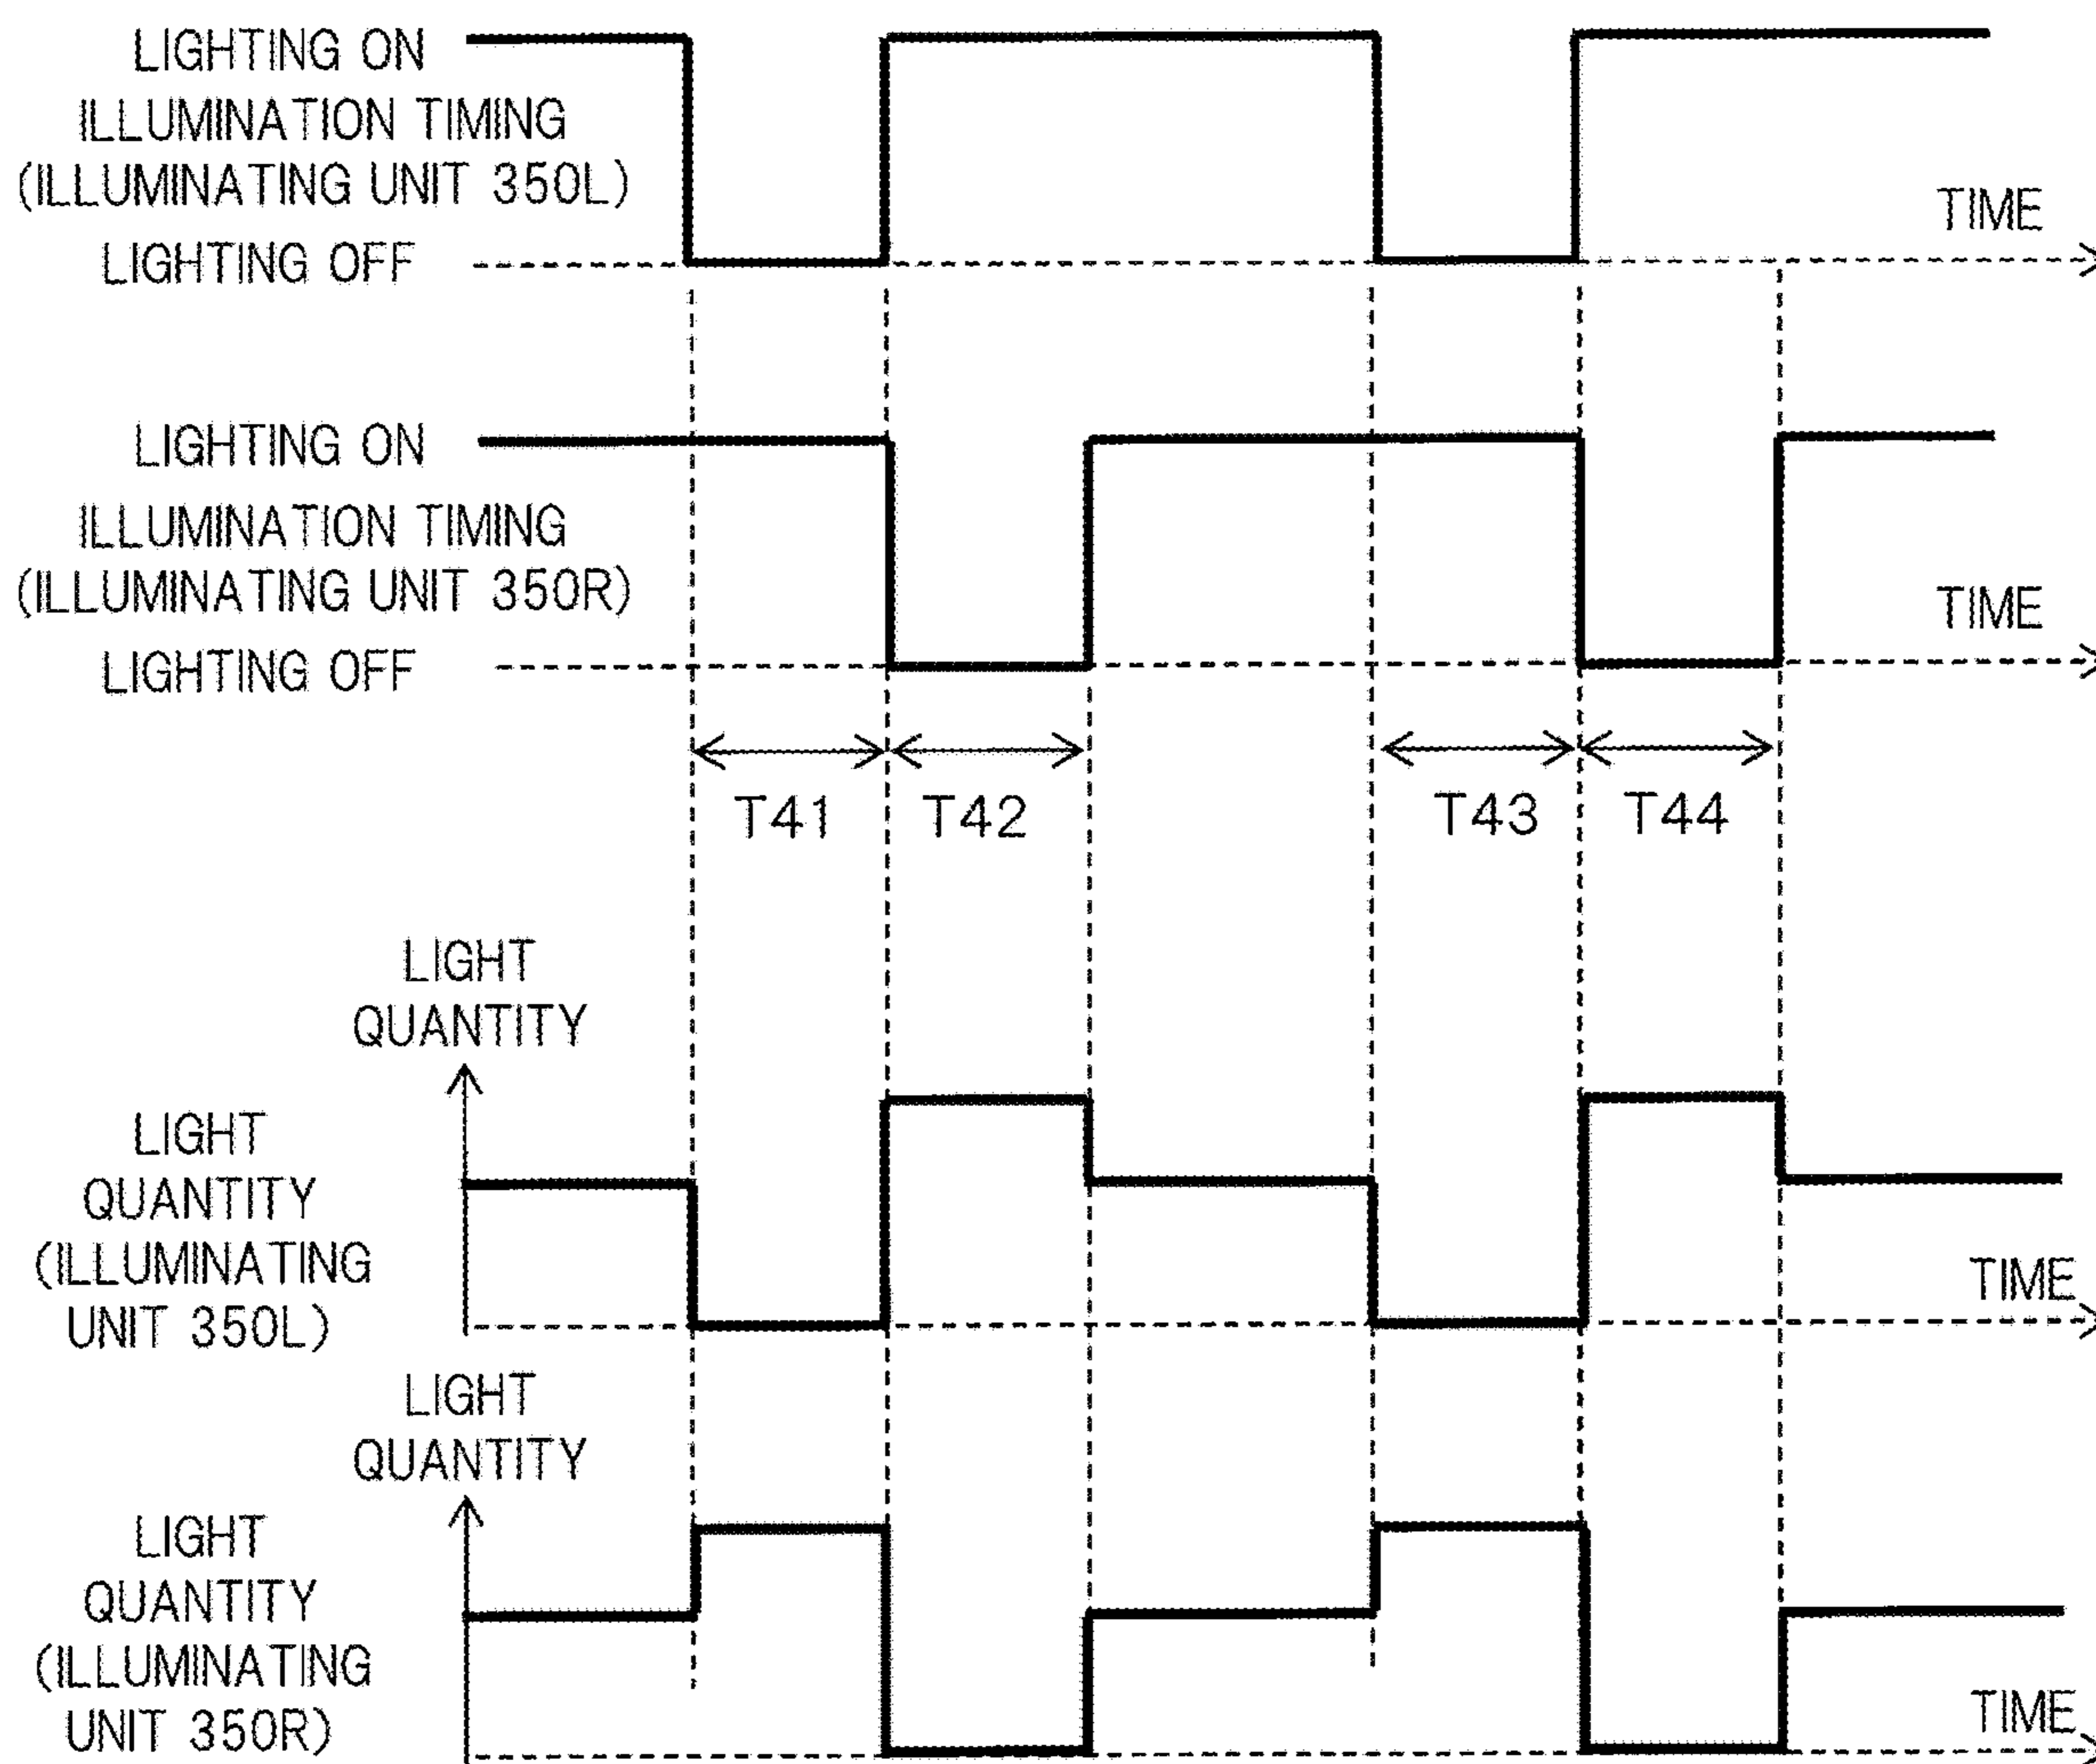 LIGHTING ON
ILLUMINATION TIMING
(ILLUMINATING UNIT 350L)
TIME
LIGHTING OFF
LIGHTING ON
ILLUMINATION TIMING
(ILLUMINATING UNIT 350R)
TIME
LIGHTING OFF
T41 T42 T43 T44
LIGHT
QUANTITY
LIGHT
QUANTITY
(ILLUMINATING
UNIT 350L)
TIME
LIGHT
QUANTITY
LIGHT
QUANTITY
(ILLUMINATING
UNIT 350R)
TIME